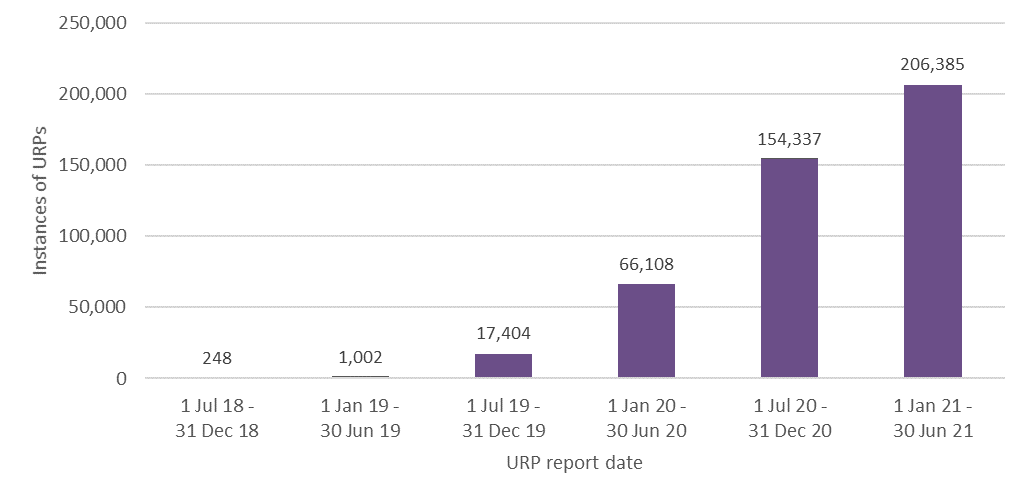 250,000
200,000
150,000
100,000
50,000
0
Instances of URPs
248
1,002
17,404
66,108
154,337
206,385
1 Jul 18 -
31 Dec 18
1 Jan 19 -
30 Jun 19
1 Jul 19 -
31 Dec 19
1 Jan 20 -
30 Jun 20
1 Jul 20 -
31 Dec 20
1 Jan 21 -
30 Jun 21
URP report date